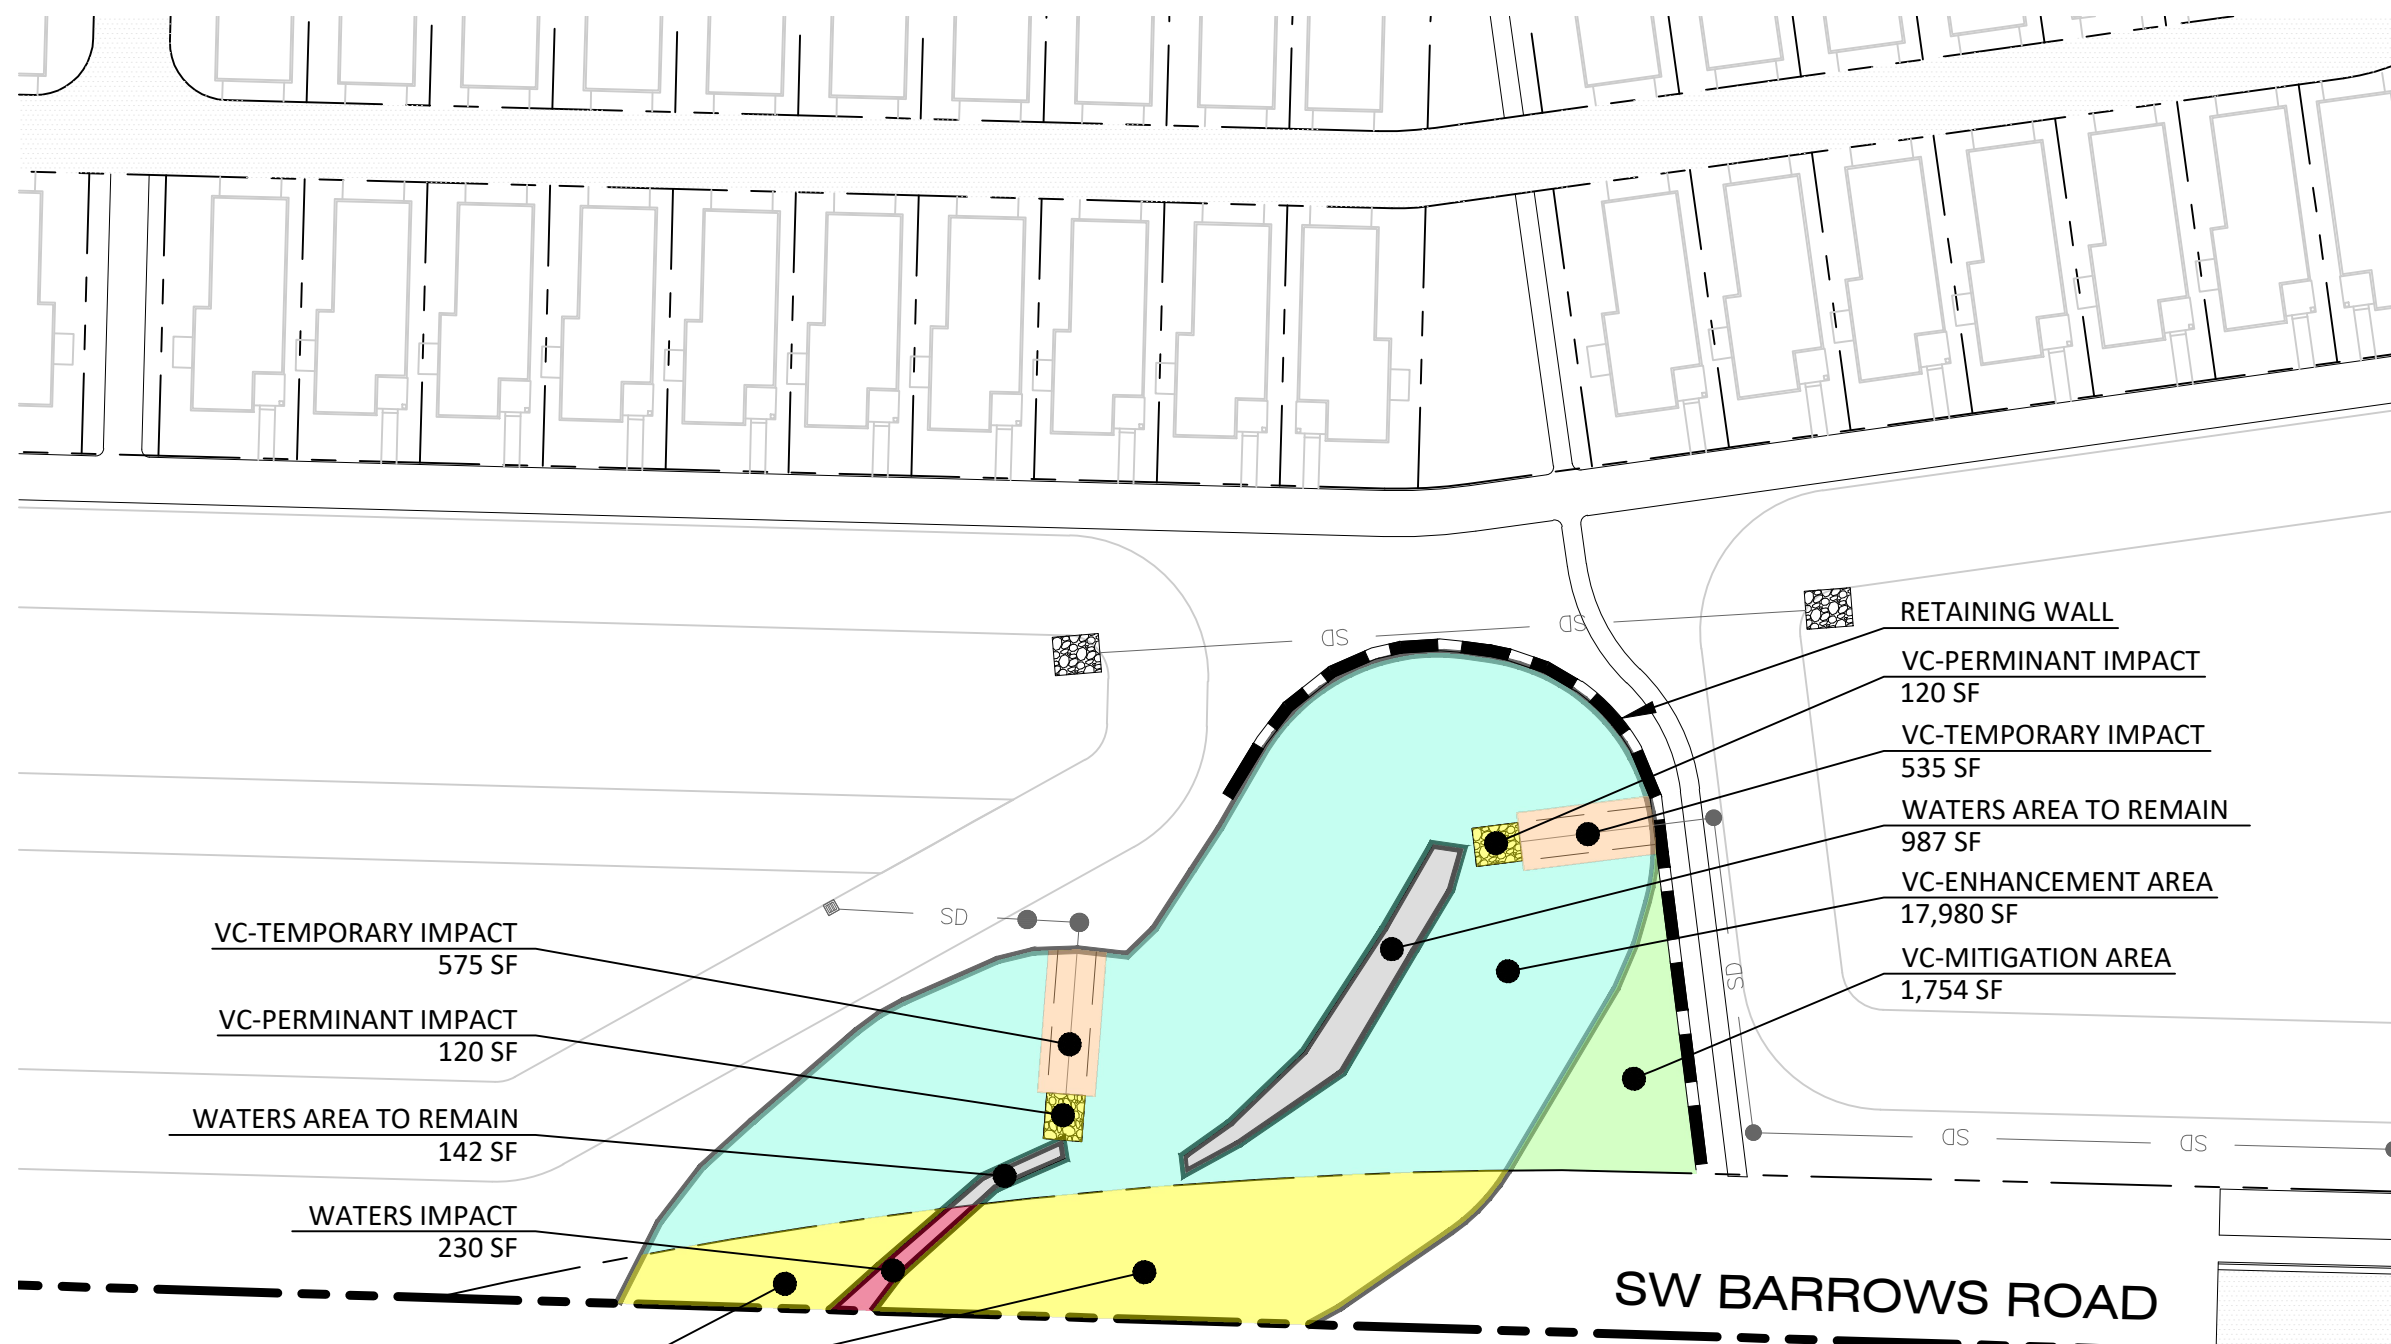 SD
SD
RETAINING WALL
VC-PERMINANT IMPACT
120 SF
VC-TEMPORARY IMPACT
535 SF
WATERS AREA TO REMAIN
987 SF
VC-ENHANCEMENT AREA
17,980 SF
VC-MITIGATION AREA
1,754 SF
SD
SD
VC-TEMPORARY IMPACT
575 SF
VC-PERMINANT IMPACT
120 SF
WATERS AREA TO REMAIN
142 SF
WATERS IMPACT
230 SF
SD
SD
SW BARROWS ROAD